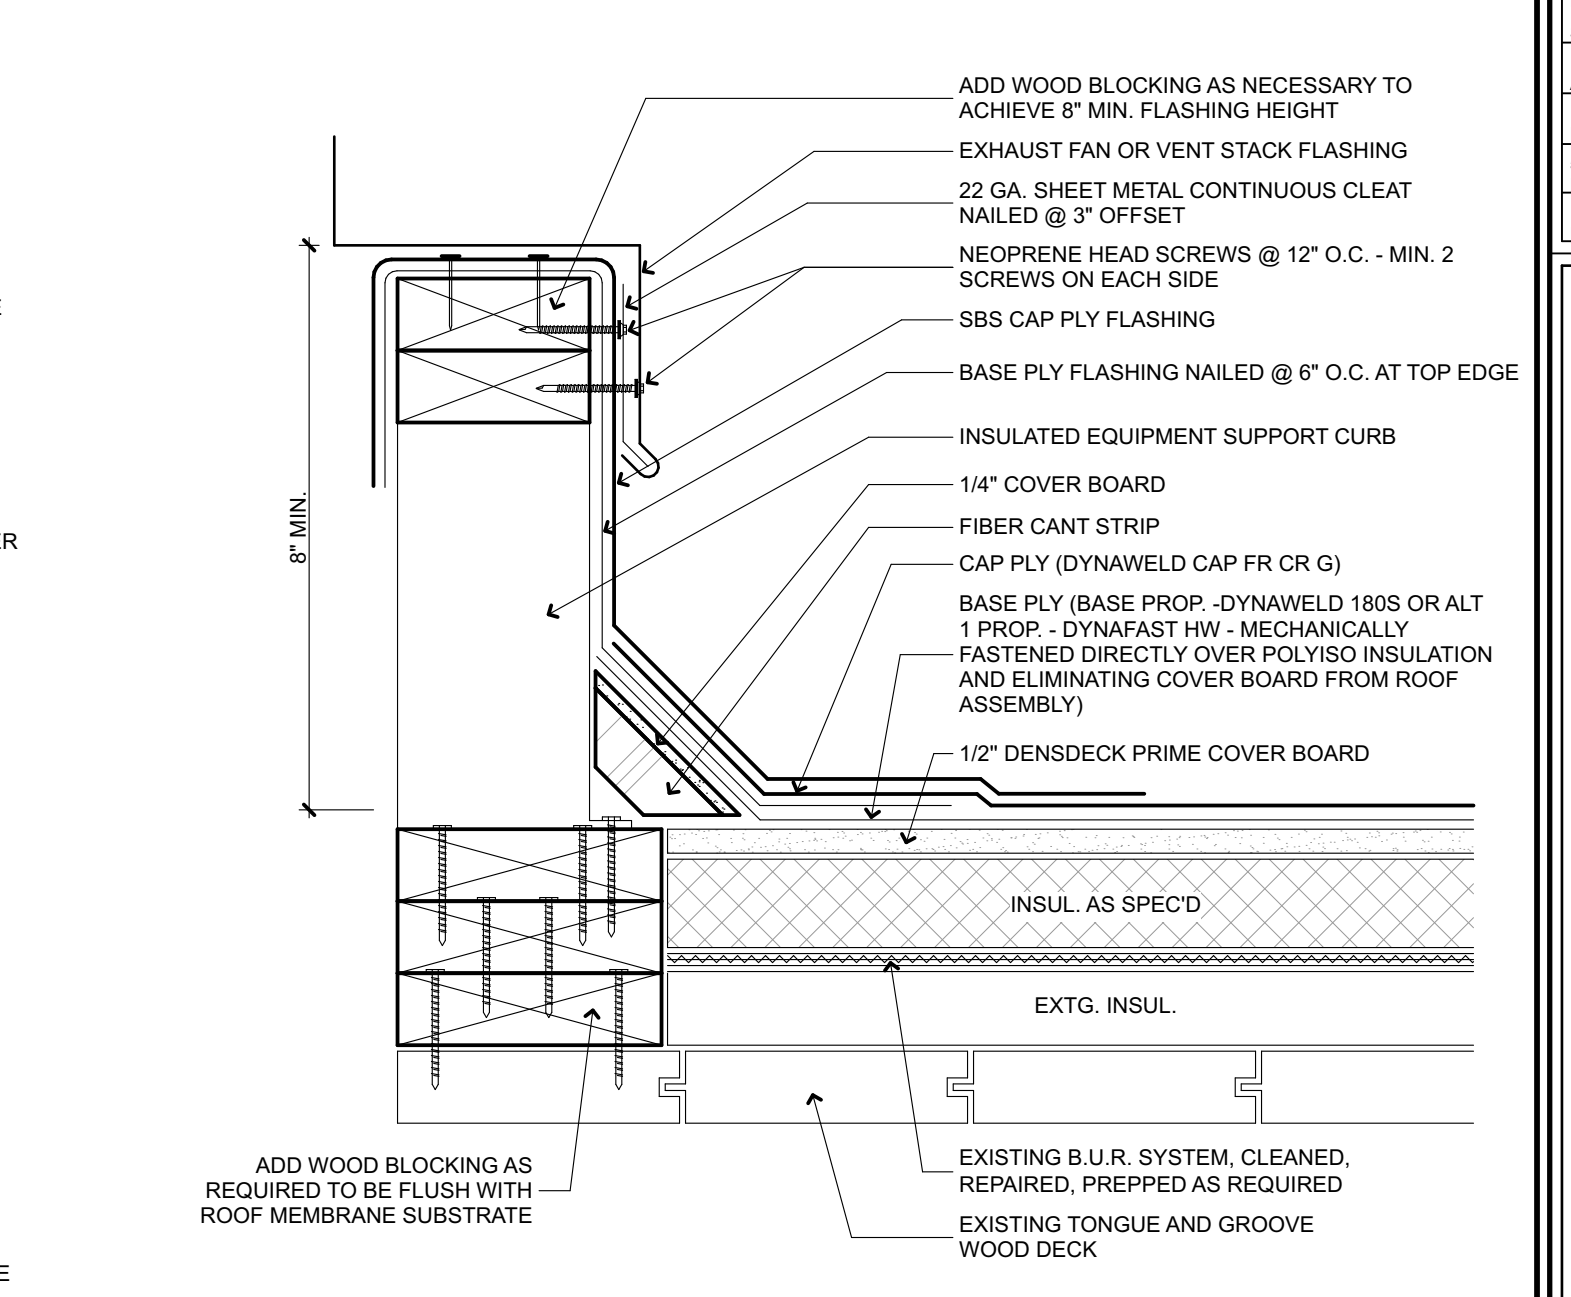 ADD WOOD BLOCKING AS NECESSARY TO
ACHIEVE 8" MIN. FLASHING HEIGHT
EXHAUST FAN OR VENT STACK FLASHING
22 GA. SHEET METAL CONTINUOUS CLEAT
NAILED @ 3" OFFSET
NEOPRENE HEAD SCREWS @ 12" O.C. - MIN. 2
SCREWS ON EACH SIDE
SBS CAP PLY FLASHING
BASE PLY FLASHING NAILED @ 6" O.C. AT TOP EDGE
INSULATED EQUIPMENT SUPPORT CURB
1/4" COVER BOARD
FIBER CANT STRIP
CAP PLY (DYNAWELD CAP FR CR G)
BASE PLY (BASE PROP. -DYNAWELD 180S OR ALT
1 PROP. - DYNAFAST HW - MECHANICALLY
FASTENED DIRECTLY OVER POLYISO INSULATION
AND ELIMINATING COVER BOARD FROM ROOF
ASSEMBLY)
1/2" DENSDECK PRIME COVER BOARD
8" MIN.
INSUL. AS SPEC'D
EXTG. INSUL.
ADD WOOD BLOCKING AS
REQUIRED TO BE FLUSH WITH
ROOF MEMBRANE SUBSTRATE
EXISTING B.U.R. SYSTEM, CLEANED,
REPAIRED, PREPPED AS REQUIRED
EXISTING TONGUE AND GROOVE
WOOD DECK
E
ER
E